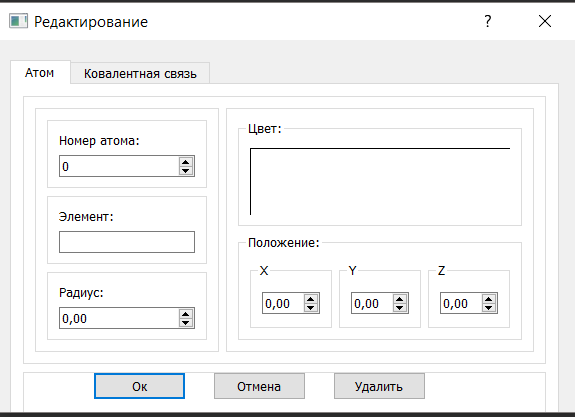 Редактирование
Атом
Ковалентная связь
Номер атома:
0
Элемент:
Радиус:
0,00
Цвет:
Положение:
X
Y
Z
0,00
0,00
0,00
Ок
Отмена
Удалить